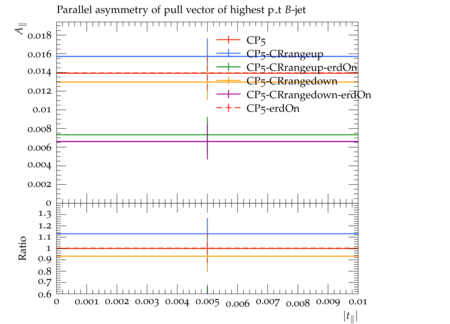 Parallel asymmetry of pull vector of highest p_t B-jet
A∥
0.018
0.016
0.014
0.012
0.01
0.008
0.006
0.004
0.002
0
CP5
CP5-CRrangeup
CP5-CRrangeup-erdOn
CP5-CRrangedown
CP5-CRrangedown-erdOn
CP5-erdOn
Ratio
1.3
1.2
1.1
1
0.9
0.8
0.7
0.6
0 0.001 0.002 0.003 0.004 0.005 0.006 0.007 0.008 0.009 0.01
|t∥|